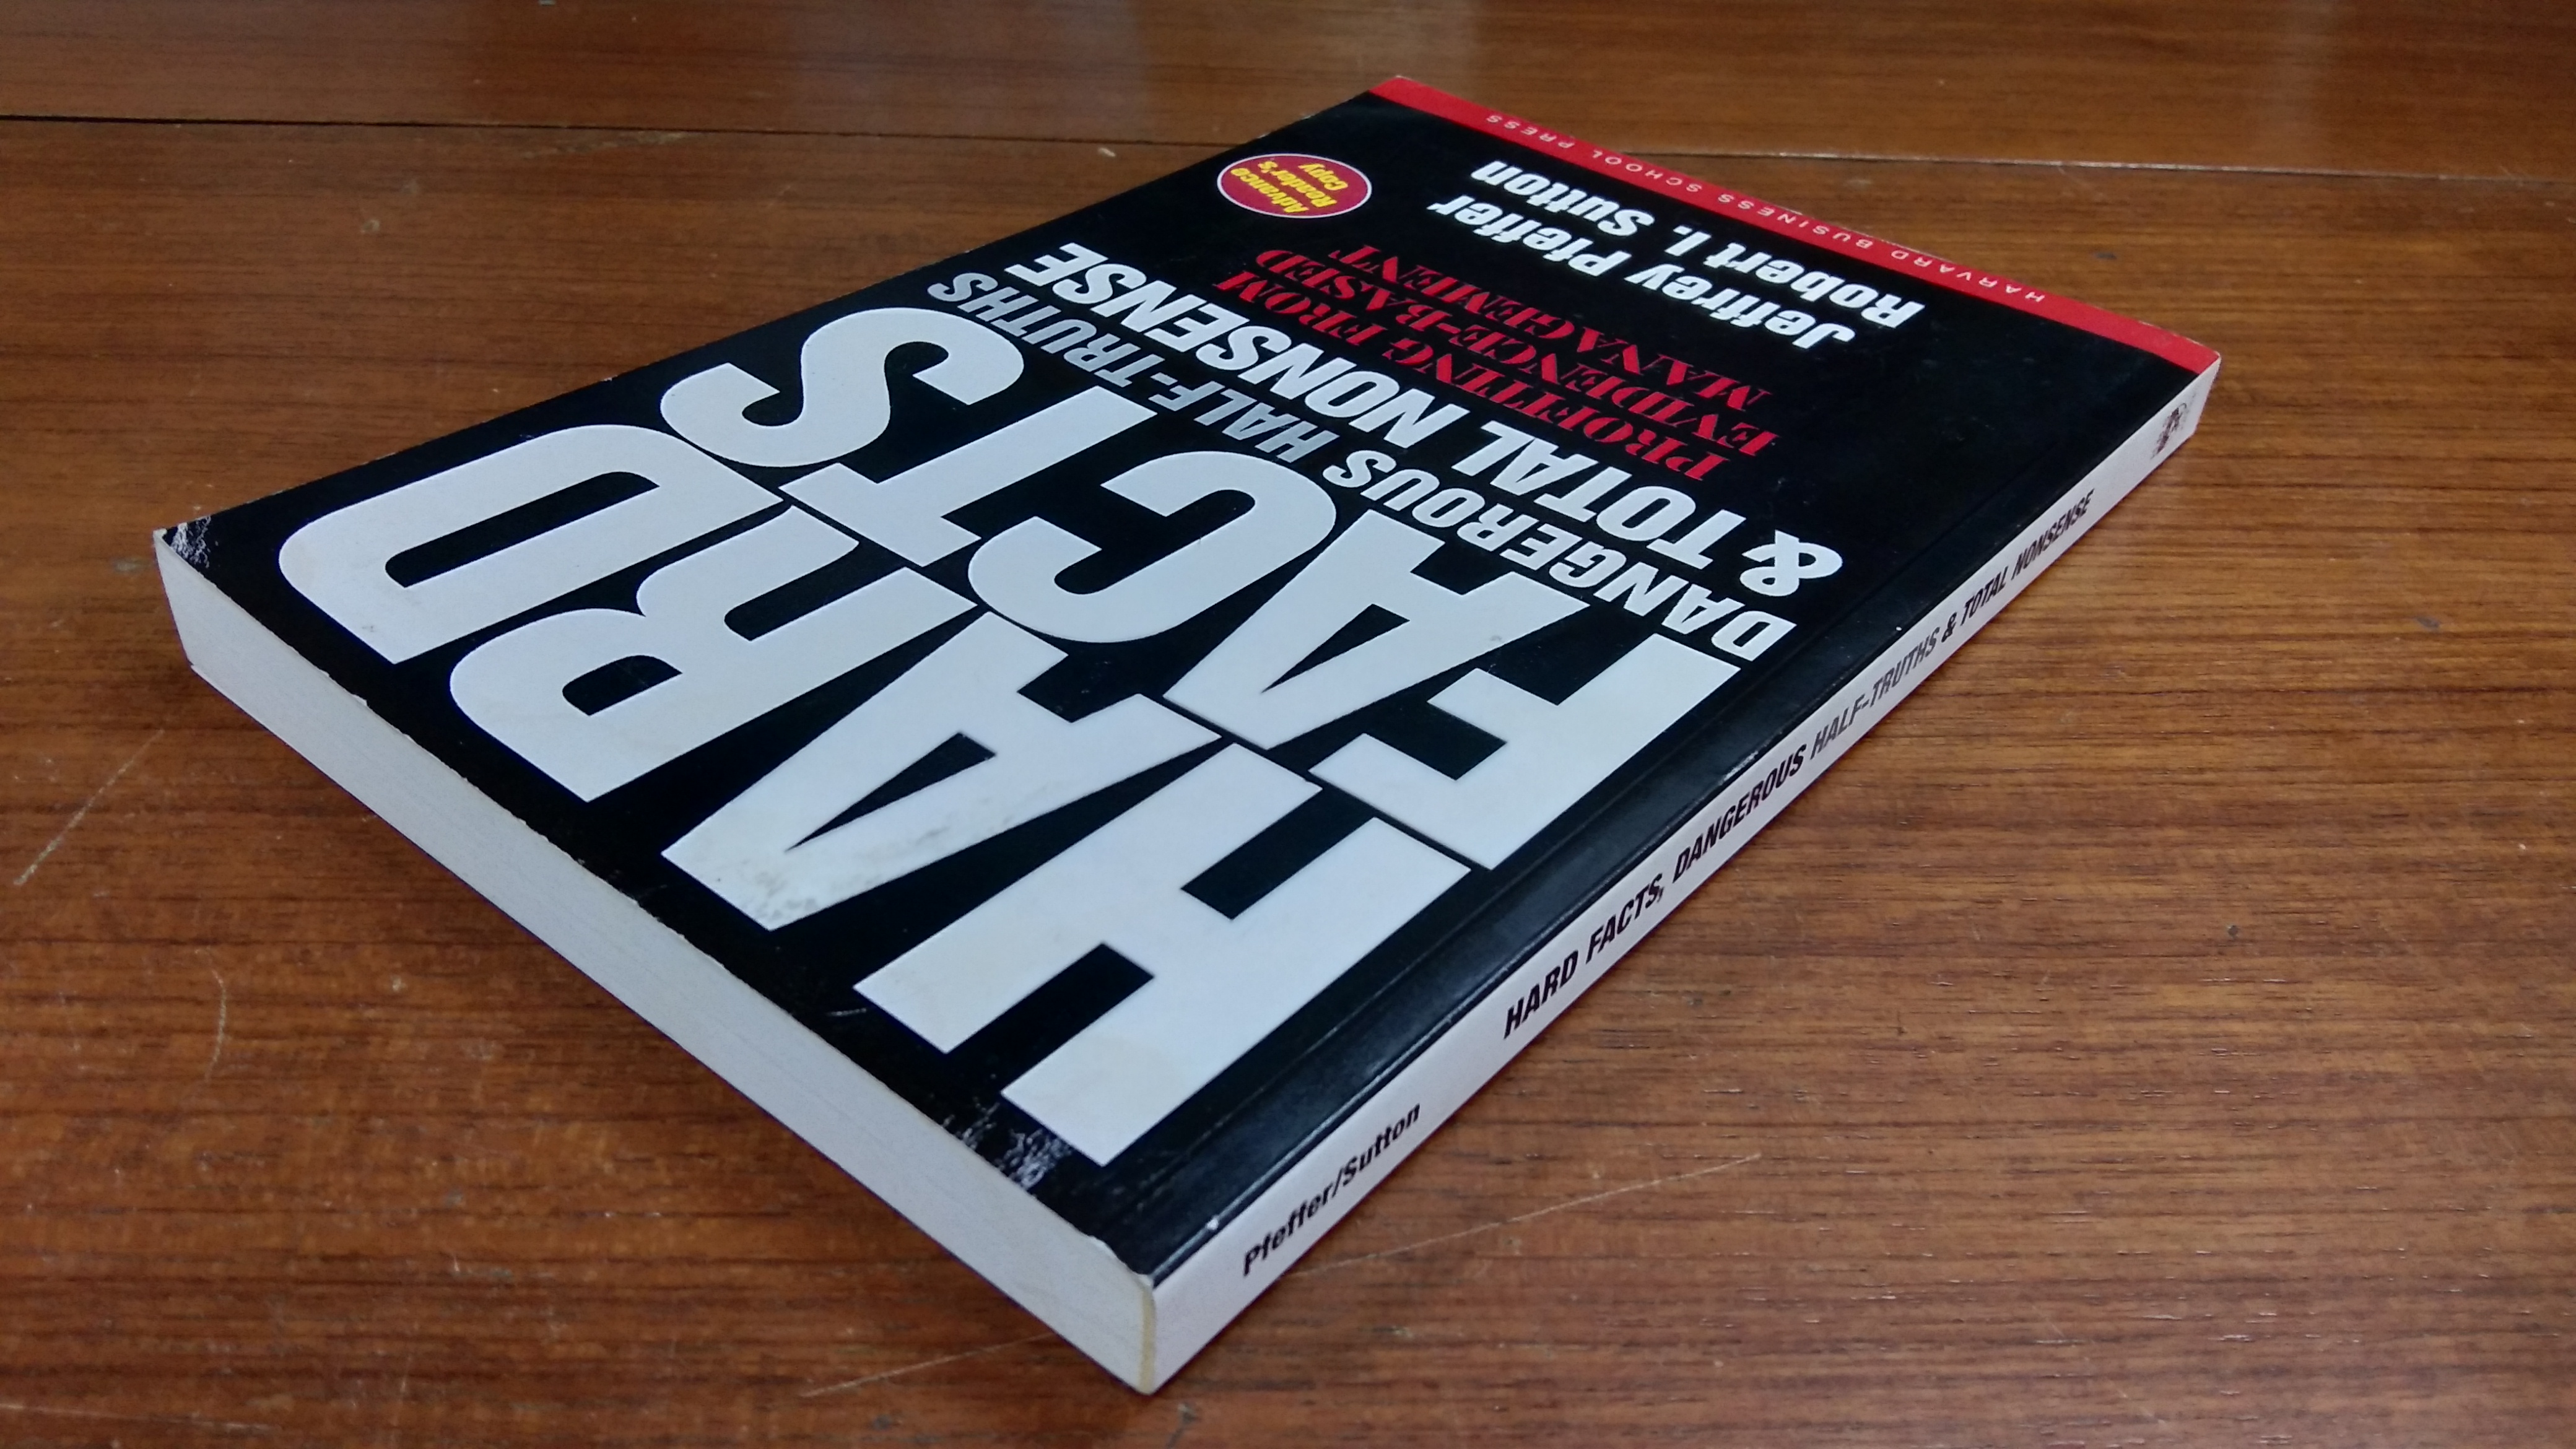 HARD
FACTS
DANGEROUS HALF-TRUTHS
& TOTAL NONSENSE
PROFITING FROM
EVIDENCE-BASED
MANAGEMENT
Advance
Reader's
Copy
Jeffrey Pfeffer
Robert I. Sutton
HARVARD BUSINESS SCHOOL PRESS
Pfeffer/Sutton
HARD FACTS, DANGEROUS HALF-TRUTHS & TOTAL NONSENSE